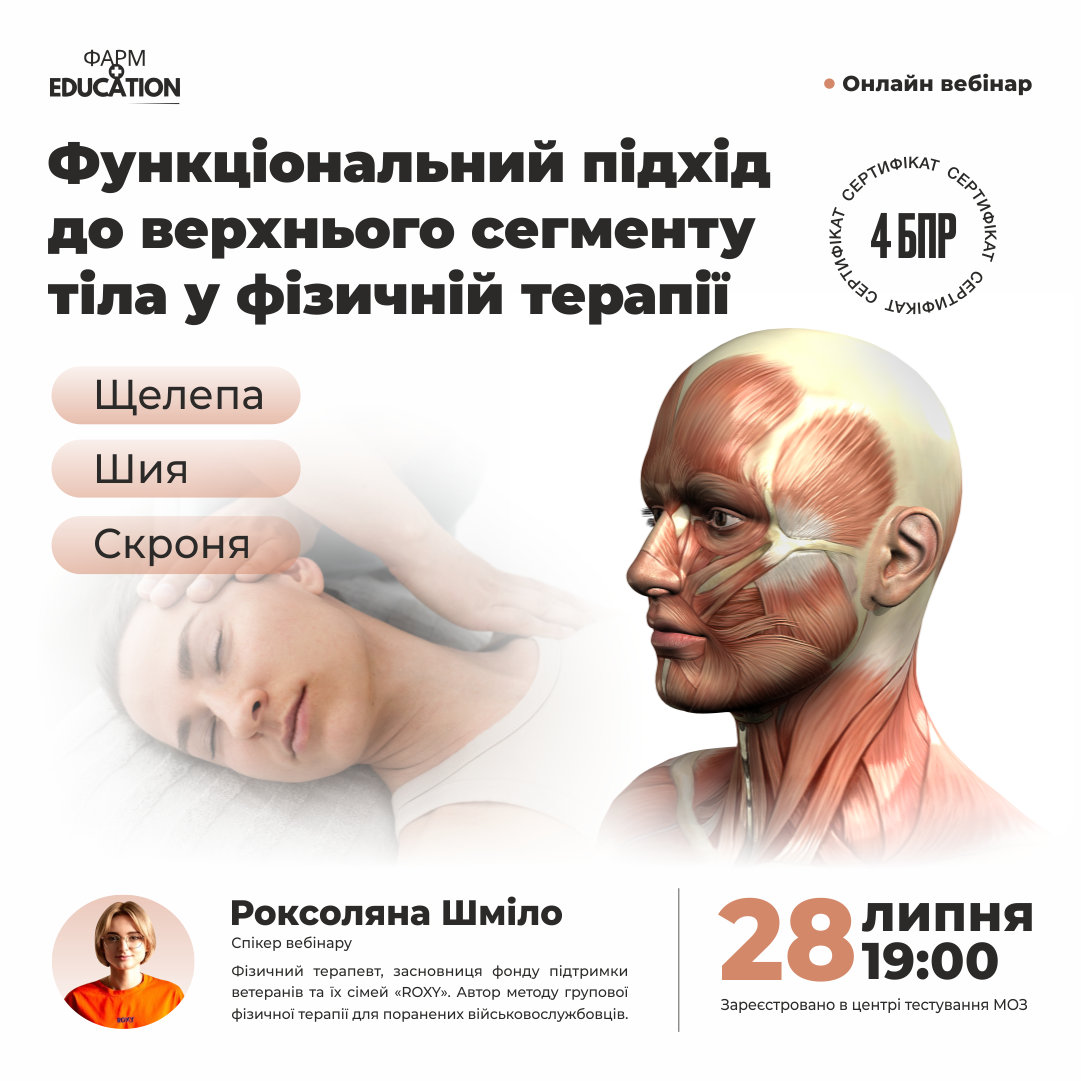 ФАРМ
EDUCATION
Онлайн вебінар
Функціональний підхід
до верхнього сегменту
тіла у фізичній терапії
СЕРТИФІКАТ СЕРТИФІКАТ СЕРТИФІКАТ СЕРТИФІКАТ СЕРТИФІКАТ
4 БПР
Щелепа
Шия
Скроня
Роксоляна Шміло
Спікер вебінару
Фізичний терапевт, засновниця фонду підтримки
ветеранів та їх сімей «ROXY». Автор методу групової
фізичної терапії для поранених військовослужбовців.
ROXY
28 липня
19:00
Зареєстровано в центрі тестування МОЗ